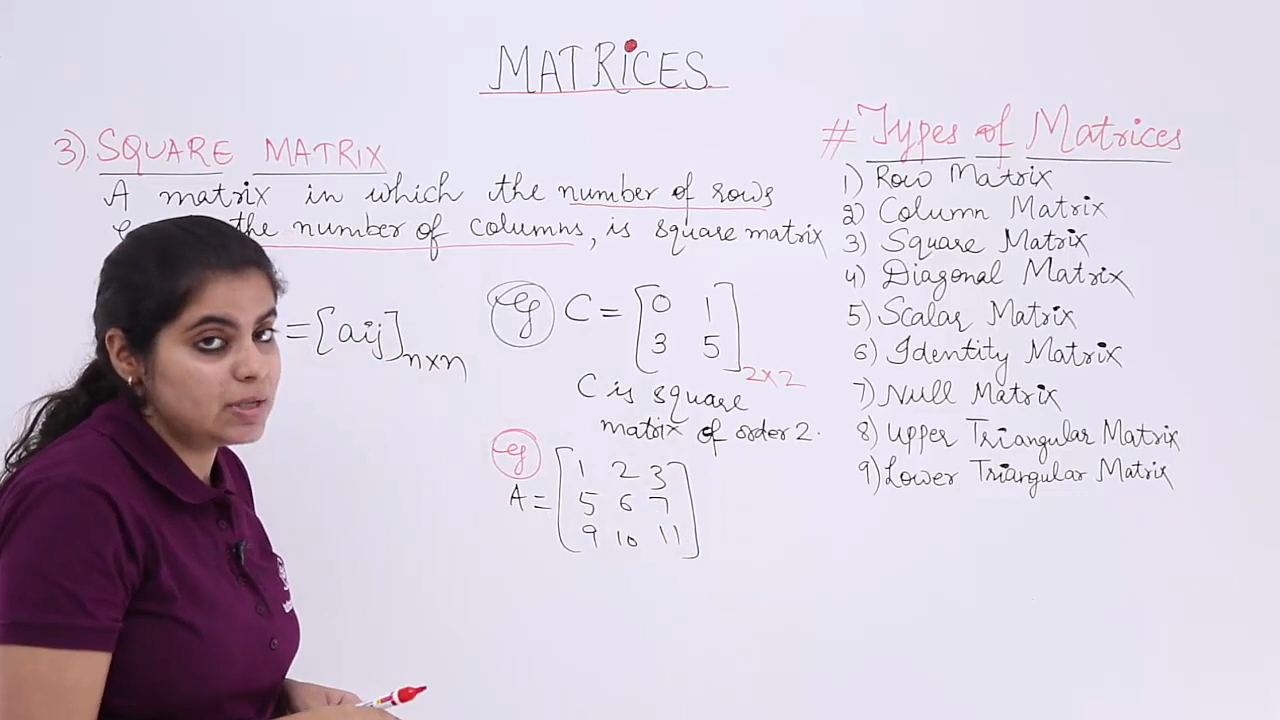 MATRICES
3) SQUARE MATRIX
A matrix in which the number of rows
the number of columns, is square matrix
= [aij]n×n
eg C = [0 1
3 5]2×2
C is square
matrix of order 2.
eg
A = [1 2 3
5 6 7
9 10 11]
# Types of Matrices
1) Row Matrix
2) Column Matrix
3) Square Matrix
4) Diagonal Matrix
5) Scalar Matrix
6) Identity Matrix
7) Null Matrix
8) Upper Triangular Matrix
9) Lower Triangular Matrix